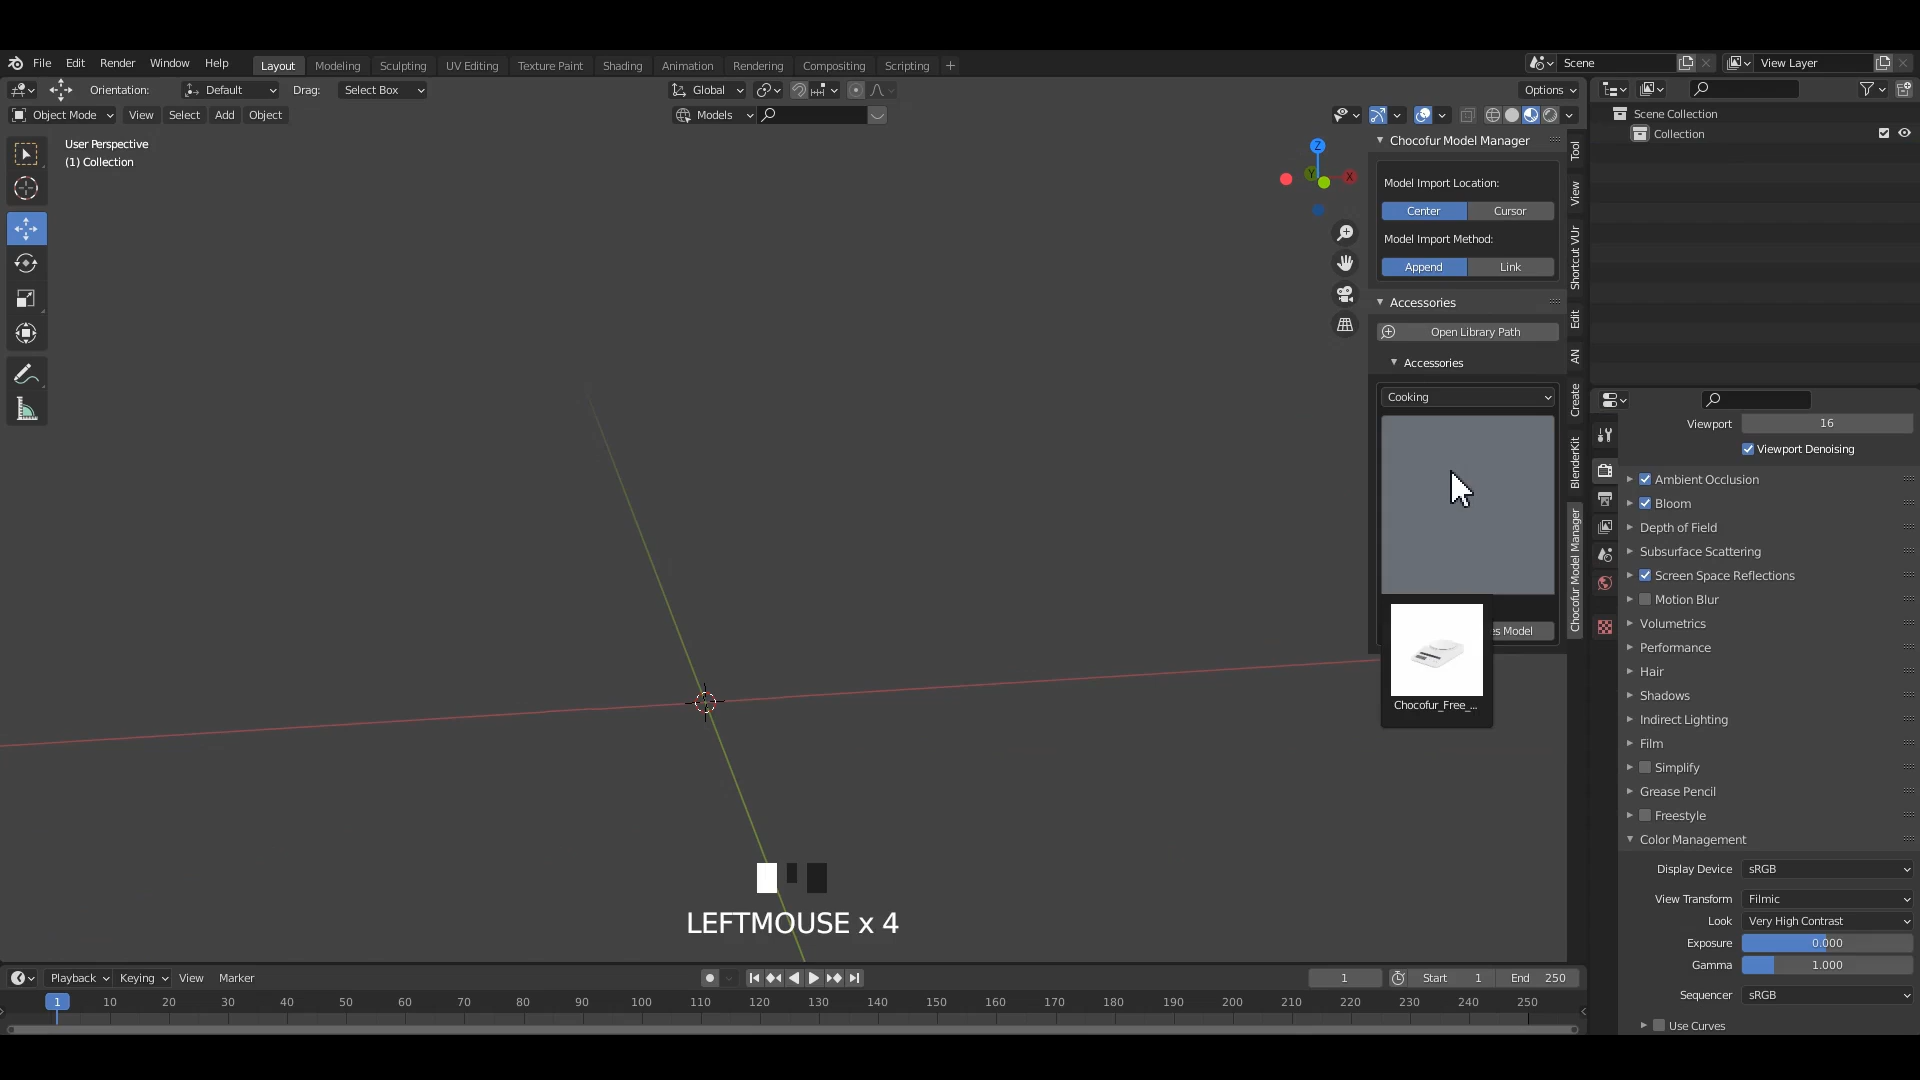 File Edit Render Window Help Layout Modeling Sculpting UV Editing Texture Paint Shading Animation Rendering Compositing Scripting + Scene View Layer
Orientation: Default Drag: Select Box Global Options
Object Mode View Select Add Object Models
User Perspective
(1) Collection
Z
Y
X
Chocofur Model Manager
Model Import Location:
Center Cursor
Model Import Method:
Append Link
Accessories
Open Library Path
Accessories
Cooking
es Model
Chocofur_Free_...
Tool
View
Shortcut VUr
Edit
AN
Create
BlenderKit
Chocofur Model Manager
Scene Collection
Collection
Viewport 16
Viewport Denoising
Ambient Occlusion
Bloom
Depth of Field
Subsurface Scattering
Screen Space Reflections
Motion Blur
Volumetrics
Performance
Hair
Shadows
Indirect Lighting
Film
Simplify
Grease Pencil
Freestyle
Color Management
Display Device sRGB
View Transform Filmic
Look Very High Contrast
Exposure 0.000
Gamma 1.000
Sequencer sRGB
Use Curves
LEFTMOUSE x 4
Playback Keying View Marker 1 Start 1 End 250
1 10 20 30 40 50 60 70 80 90 100 110 120 130 140 150 160 170 180 190 200 210 220 230 240 250